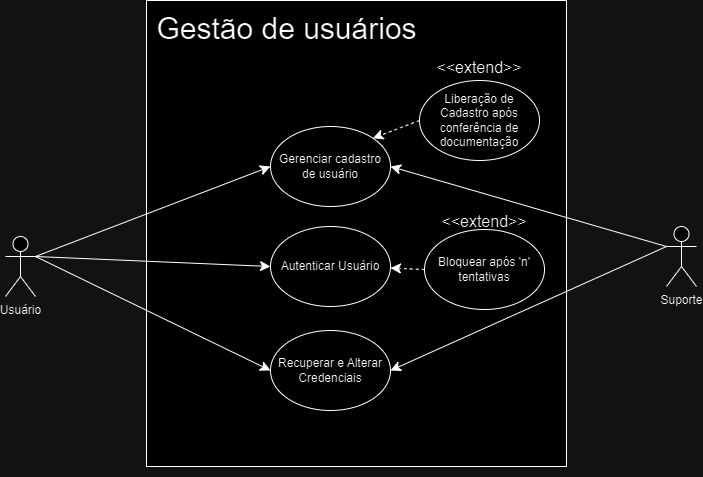 Gestão de usuários
<<extend>>
Liberação de
Cadastro após
conferência de
documentação
Gerenciar cadastro
de usuário
<<extend>>
Bloquear após 'n'
tentativas
Autenticar Usuário
Usuário
Suporte
Recuperar e Alterar
Credenciais